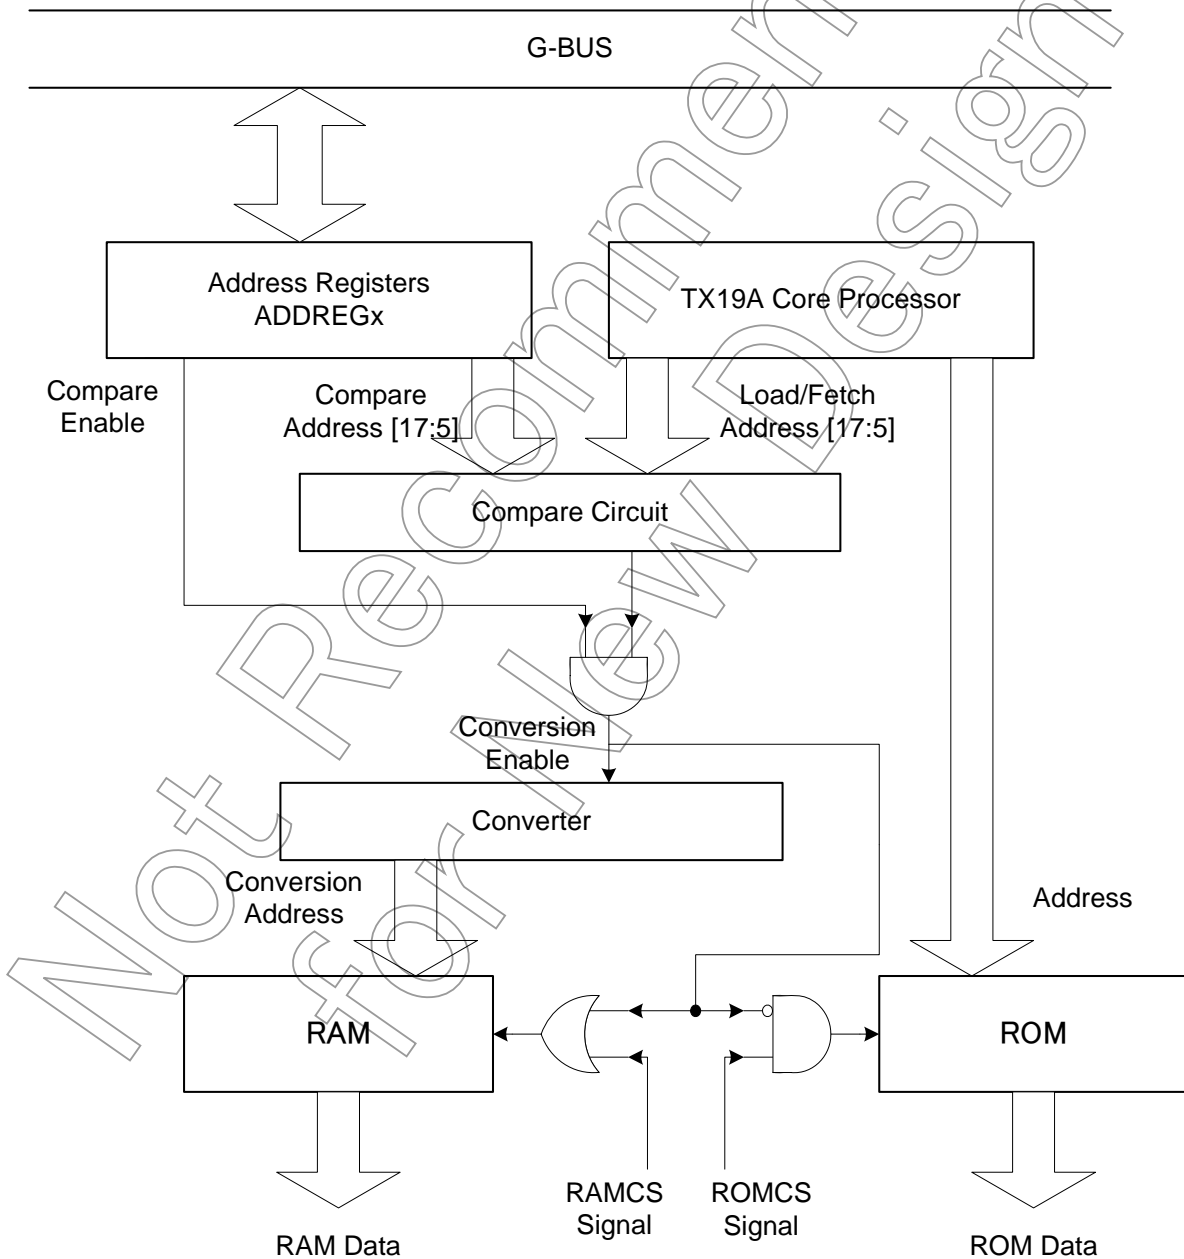 G-BUS
Address Registers
ADDREGx
TX19A Core Processor
Compare
Enable
Compare
Address [17:5]
Load/Fetch
Address [17:5]
Compare Circuit
Conversion
Enable
Converter
Conversion
Address
Address
RAM
ROM
RAMCS
Signal
ROMCS
Signal
RAM Data
ROM Data
Not Recommen
for New Design